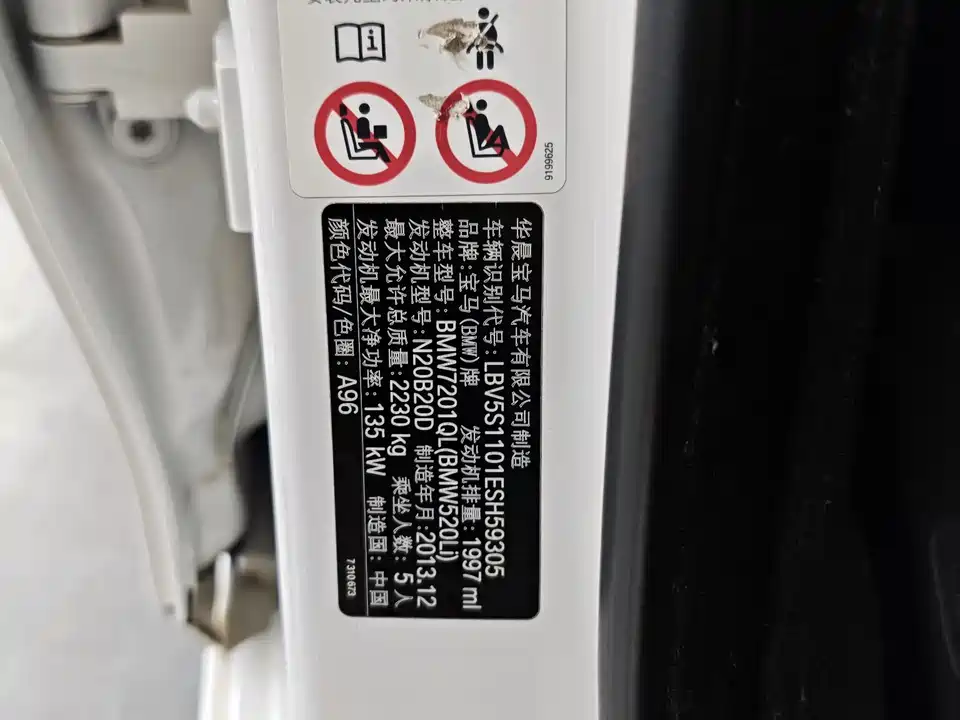 9199625
华晨宝马汽车有限公司制造
车辆识别代号: LBV5S1101ESH59305
品牌:宝马(BMW)牌 发动机排量: 1997 ml
整车型号: BMW7201QL(BMW520Li)
发动机型号: N20B20D 制造年月: 2013.12
最大允许总质量: 2230 kg 乘坐人数: 5 人
发动机最大净功率: 135 kW 制造国: 中国
颜色代码/色圈: A96
7310673